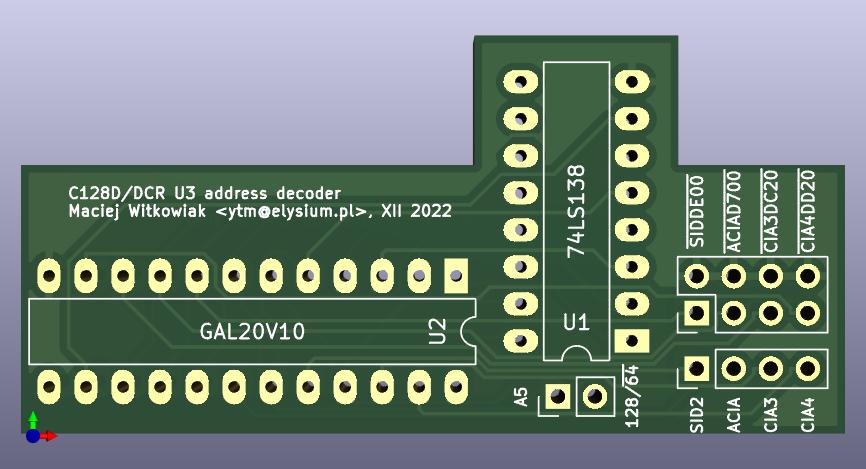 C128D/DCR U3 address decoder
Maciej Witkowiak <ytm@elysium.pl>, XII 2022
74LS138
SIDDE00
ACIAD700
CIA3DC20
CIA4DD20
GAL20V10
U2
U1
A5
128/64
SID2
ACIA
CIA3
CIA4